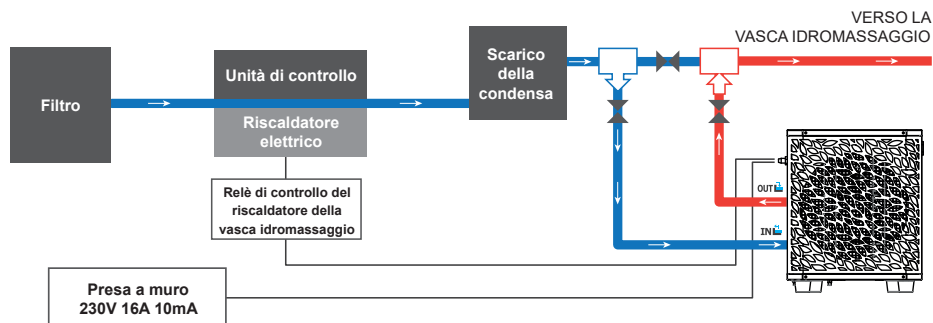 VERSO LA
VASCA IDROMASSAGGIO
Filtro
Unità di controllo
Riscaldatore
elettrico
Scarico
della
condensa
Relè di controllo del
riscaldatore della
vasca idromassaggio
OUT
IN
Presa a muro
230V 16A 10mA